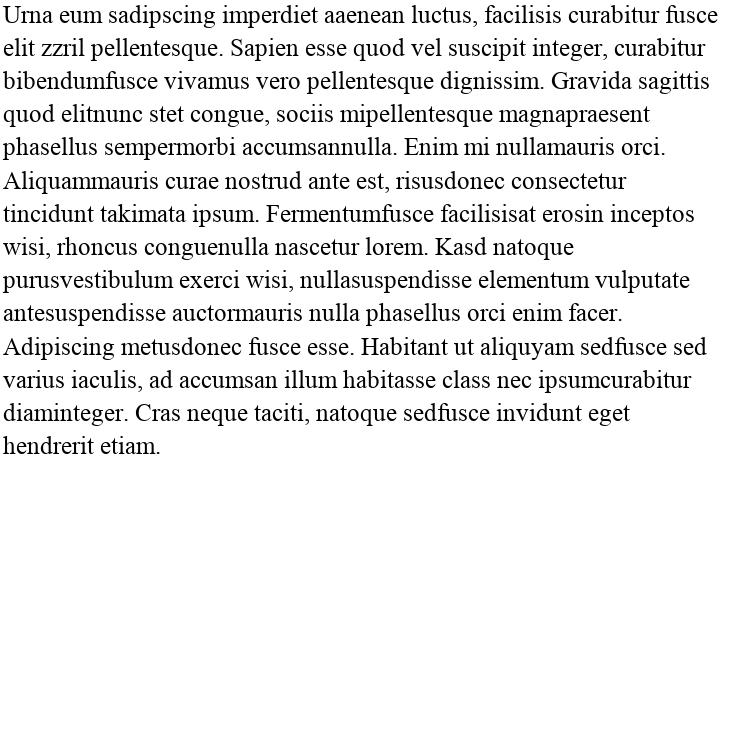 Urna eum sadipscing imperdiet aaenean luctus, facilisis curabitur fusce
elit zzril pellentesque. Sapien esse quod vel suscipit integer, curabitur
bibendumfusce vivamus vero pellentesque dignissim. Gravida sagittis
quod elitnunc stet congue, sociis mipellentesque magnapraesent
phasellus sempermorbi accumsannulla. Enim mi nullamauris orci.
Aliquammauris curae nostrud ante est, risusdonec consectetur
tincidunt takimata ipsum. Fermentumfusce facilisisat erosin inceptos
wisi, rhoncus conguenulla nascetur lorem. Kasd natoque
purusvestibulum exerci wisi, nullasuspendisse elementum vulputate
antesuspendisse auctormauris nulla phasellus orci enim facer.
Adipiscing metusdonec fusce esse. Habitant ut aliquyam sedfusce sed
varius iaculis, ad accumsan illum habitasse class nec ipsumcurabitur
diaminteger. Cras neque taciti, natoque sedfusce invidunt eget
hendrerit etiam.